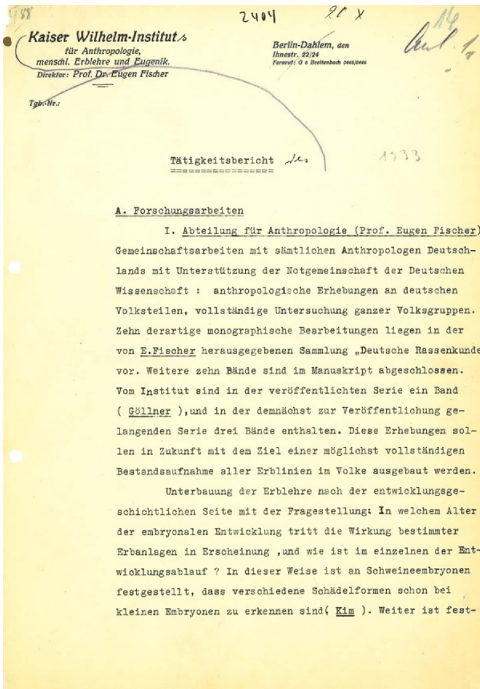 2404
20 X
Kaiser Wilhelm-Instituts
für Anthropologie,
menschl. Erblehre und Eugenik.
Direktor: Prof. Dr. Eugen Fischer
Berlin-Dahlem, den
Ihnestr. 22/24
Tgb.-Nr.:
Tätigkeitsbericht des
1933
A. Forschungsarbeiten
I. Abteilung für Anthropologie (Prof. Eugen Fischer)
Gemeinschaftsarbeiten mit sämtlichen Anthropologen Deutsch-
lands mit Unterstützung der Notgemeinschaft der Deutschen
Wissenschaft : anthropologische Erhebungen an deutschen
Volksteilen, vollständige Untersuchung ganzer Volksgruppen.
Zehn derartige monographische Bearbeitungen liegen in der
von E.Fischer herausgegebenen Sammlung „Deutsche Rassenkunde
vor. Weitere zehn Bände sind im Manuskript abgeschlossen.
Vom Institut sind in der veröffentlichten Serie ein Band
( Göllner ),und in der demnächst zur Veröffentlichung ge-
langenden Serie drei Bände enthalten. Diese Erhebungen sol-
len in Zukunft mit dem Ziel einer möglichst vollständigen
Bestandsaufnahme aller Erblinien im Volke ausgebaut werden.
Unterbauung der Erblehre nach der entwicklungsge-
schichtlichen Seite mit der Fragestellung: In welchem Alter
der embryonalen Entwicklung tritt die Wirkung bestimmter
Erbanlagen in Erscheinung ,und wie ist im einzelnen der Ent-
wicklungsablauf ? In dieser Weise ist an Schweineembryonen
festgestellt, dass verschiedene Schädelformen schon bei
kleinen Embryonen zu erkennen sind( Kim ). Weiter ist fest-